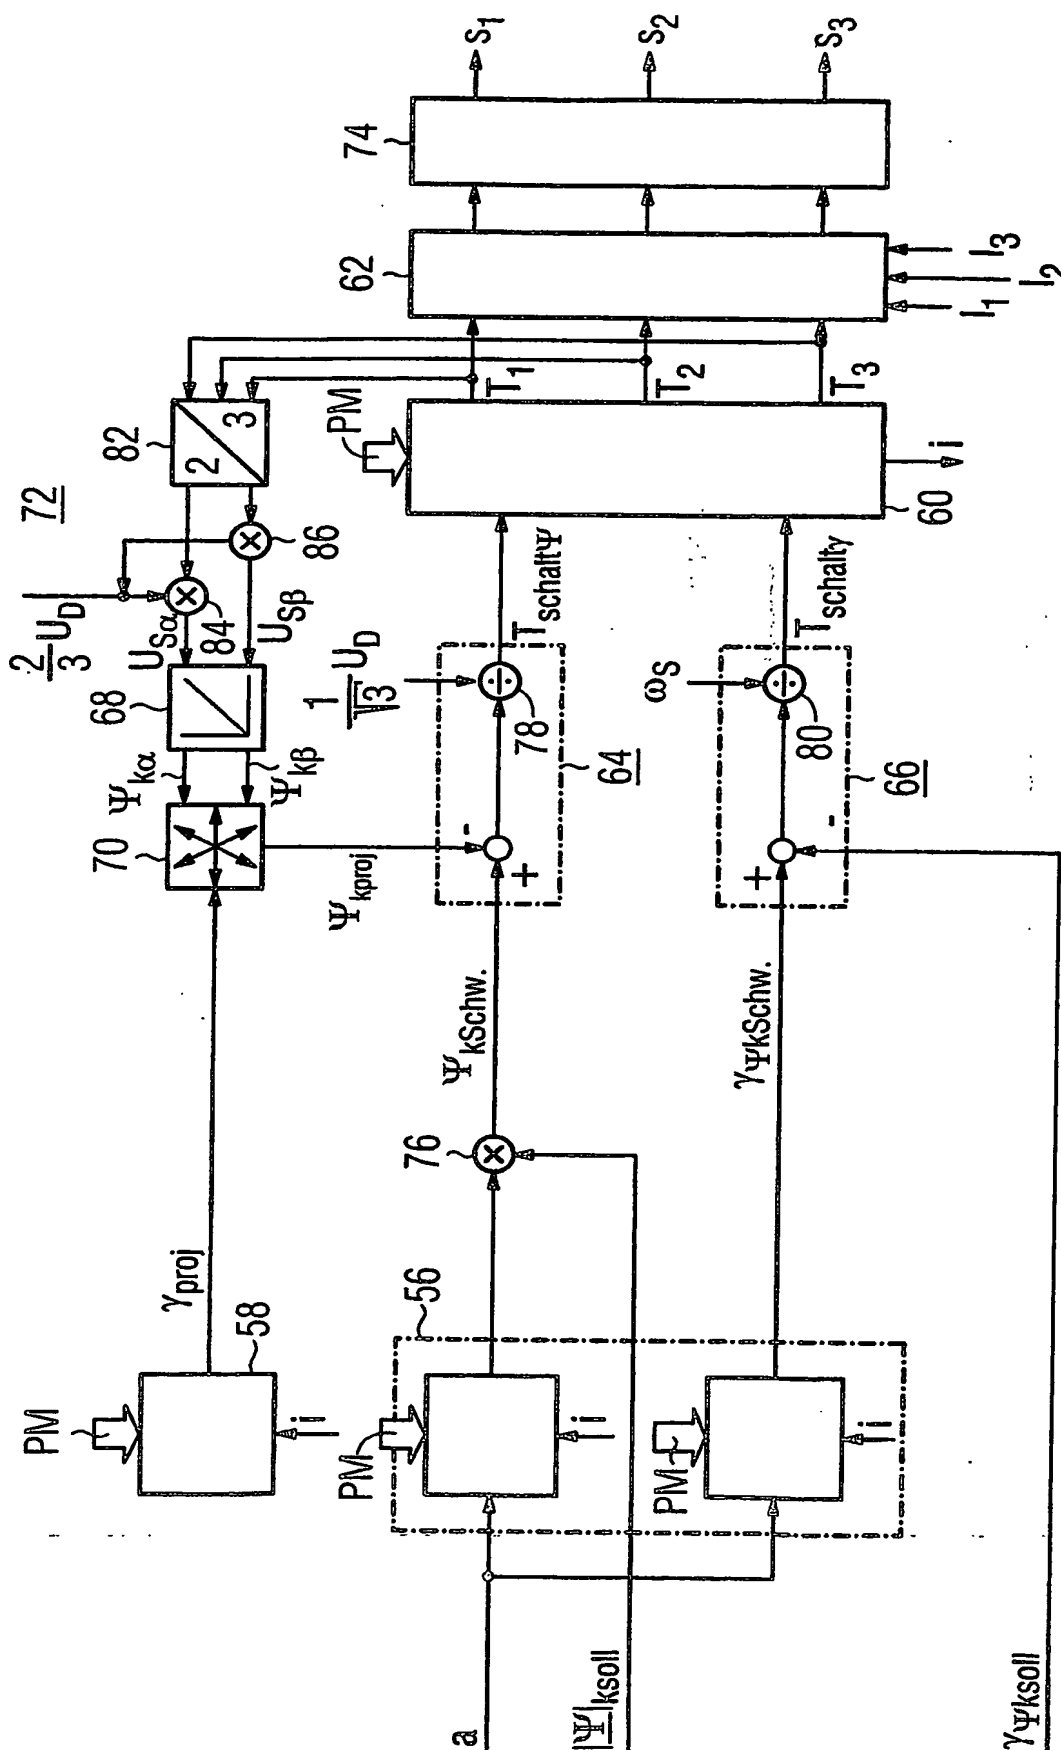 a
|Ψ|ksoll
γΨksoll
PM
58
i
γproj
56
PM
i
PM
i
76
ΨkSchw.
γΨkSchw.
70
Ψkα
Ψkβ
Ψkproj
68
USα
USβ
2/3 UD
72
84
86
82
2
3
1/√3 UD
+
-
78
64
TschaltΨ
ωS
+
-
80
66
Tschaltγ
PM
60
i
T1
T2
T3
62
I1
I2
I3
74
S1
S2
S3